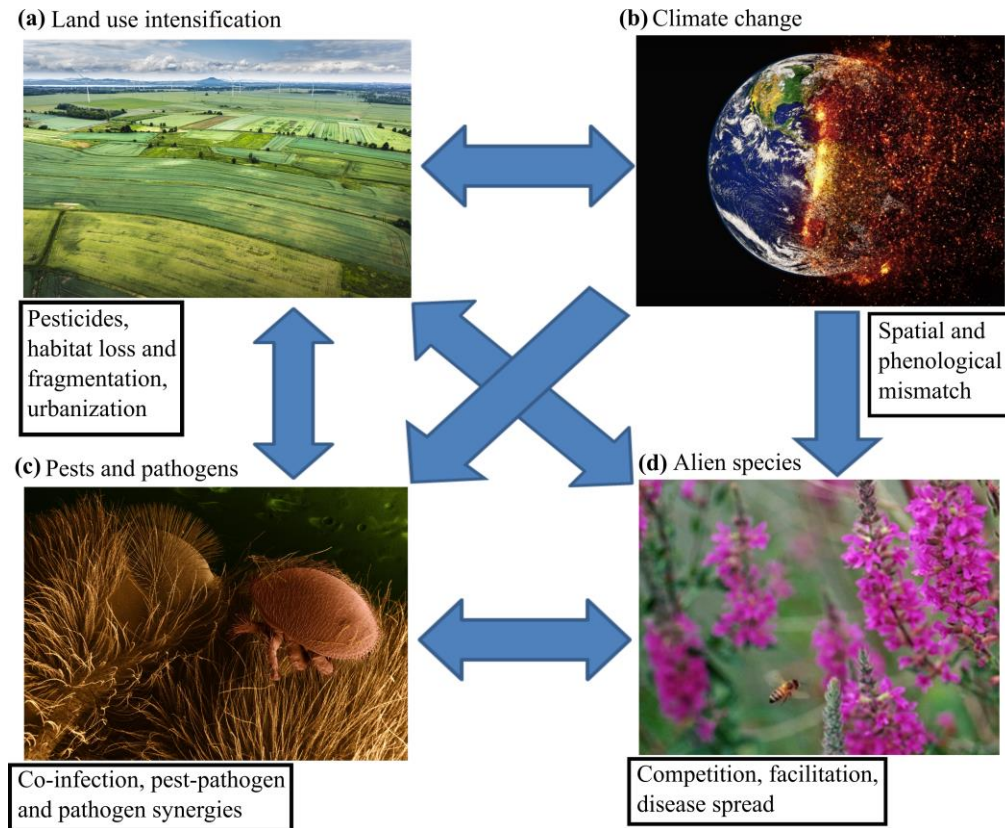 (a) Land use intensification
(b) Climate change
Pesticides,
habitat loss and
fragmentation,
urbanization
Spatial and
phenological
mismatch
(c) Pests and pathogens
(d) Alien species
Co-infection, pest-pathogen
and pathogen synergies
Competition, facilitation,
disease spread